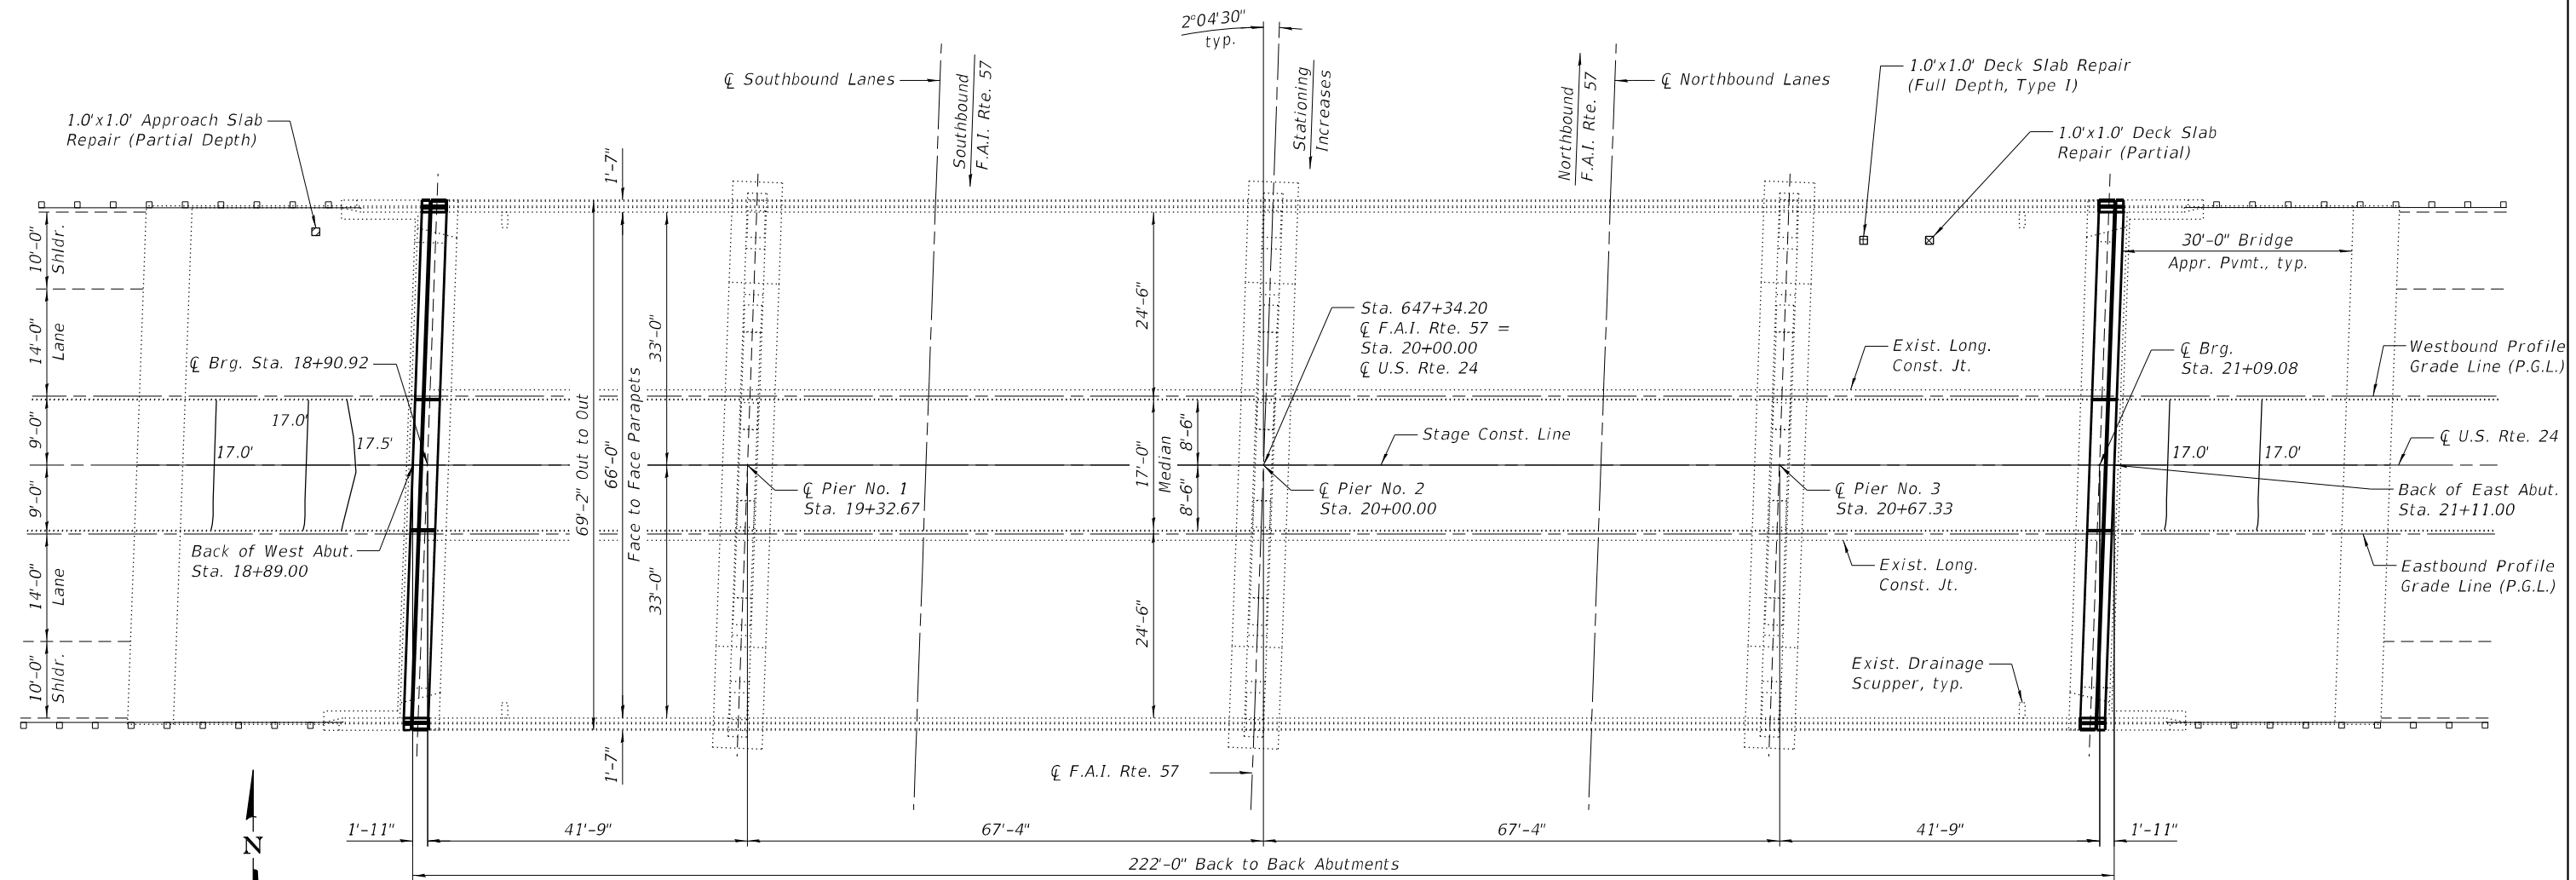 2°04'30"
typ.
℄ Southbound Lanes
Southbound
F.A.I. Rte. 57
Stationing
Increases
Northbound
F.A.I. Rte. 57
℄ Northbound Lanes
1.0'x1.0' Deck Slab Repair
(Full Depth, Type I)
1.0'x1.0' Approach Slab
Repair (Partial Depth)
1.0'x1.0' Deck Slab
Repair (Partial)
1'-7"
10'-0"
Shldr.
14'-0"
Lane
9'-0"
9'-0"
14'-0"
Lane
10'-0"
Shldr.
30'-0" Bridge
Appr. Pvmt., typ.
24'-6"
33'-0"
Sta. 647+34.20
℄ F.A.I. Rte. 57 =
Sta. 20+00.00
℄ U.S. Rte. 24
Exist. Long.
Const. Jt.
℄ Brg.
Sta. 21+09.08
Westbound Profile
Grade Line (P.G.L.)
℄ Brg. Sta. 18+90.92
17.0'
17.0'
17.5'
69'-2" Out to Out
66'-0"
Face to Face Parapets
17'-0"
Median
8'-6"
8'-6"
Stage Const. Line
17.0'
17.0'
℄ U.S. Rte. 24
℄ Pier No. 1
Sta. 19+32.67
℄ Pier No. 2
Sta. 20+00.00
℄ Pier No. 3
Sta. 20+67.33
Back of East Abut.
Sta. 21+11.00
Back of West Abut.
Sta. 18+89.00
33'-0"
24'-6"
Exist. Long.
Const. Jt.
Eastbound Profile
Grade Line (P.G.L.)
Exist. Drainage
Scupper, typ.
1'-7"
℄ F.A.I. Rte. 57
N
1'-11"
41'-9"
67'-4"
67'-4"
41'-9"
1'-11"
222'-0" Back to Back Abutments